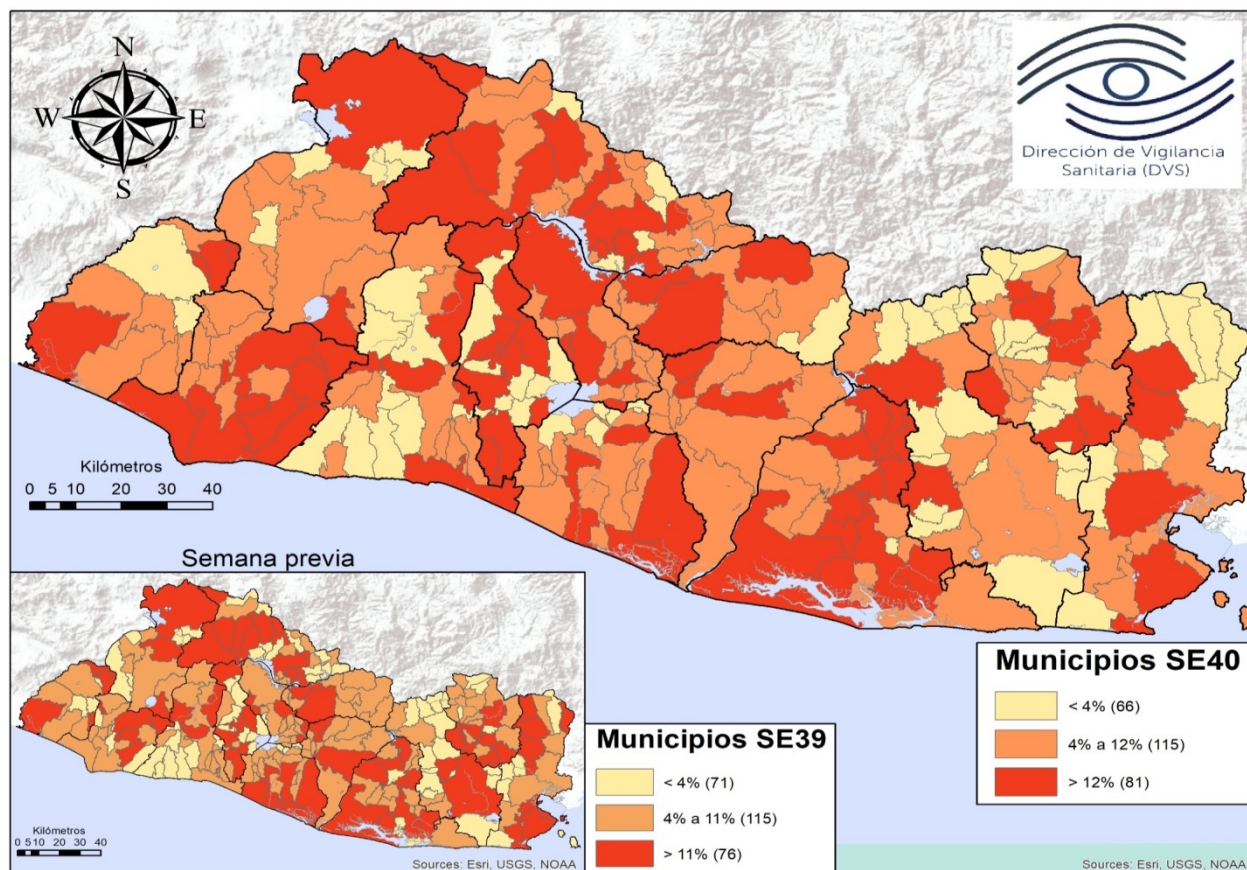 N
W E
S
Dirección de Vigilancia
Sanitaria (DVS)
Kilómetros
0 5 10 20 30 40
Semana previa
Municipios SE40
< 4% (66)
4% a 12% (115)
> 12% (81)
Municipios SE39
< 4% (71)
4% a 11% (115)
> 11% (76)
Kilómetros
0 5 10 20 30 40
Sources: Esri, USGS, NOAA
Sources: Esri, USGS, NOAA